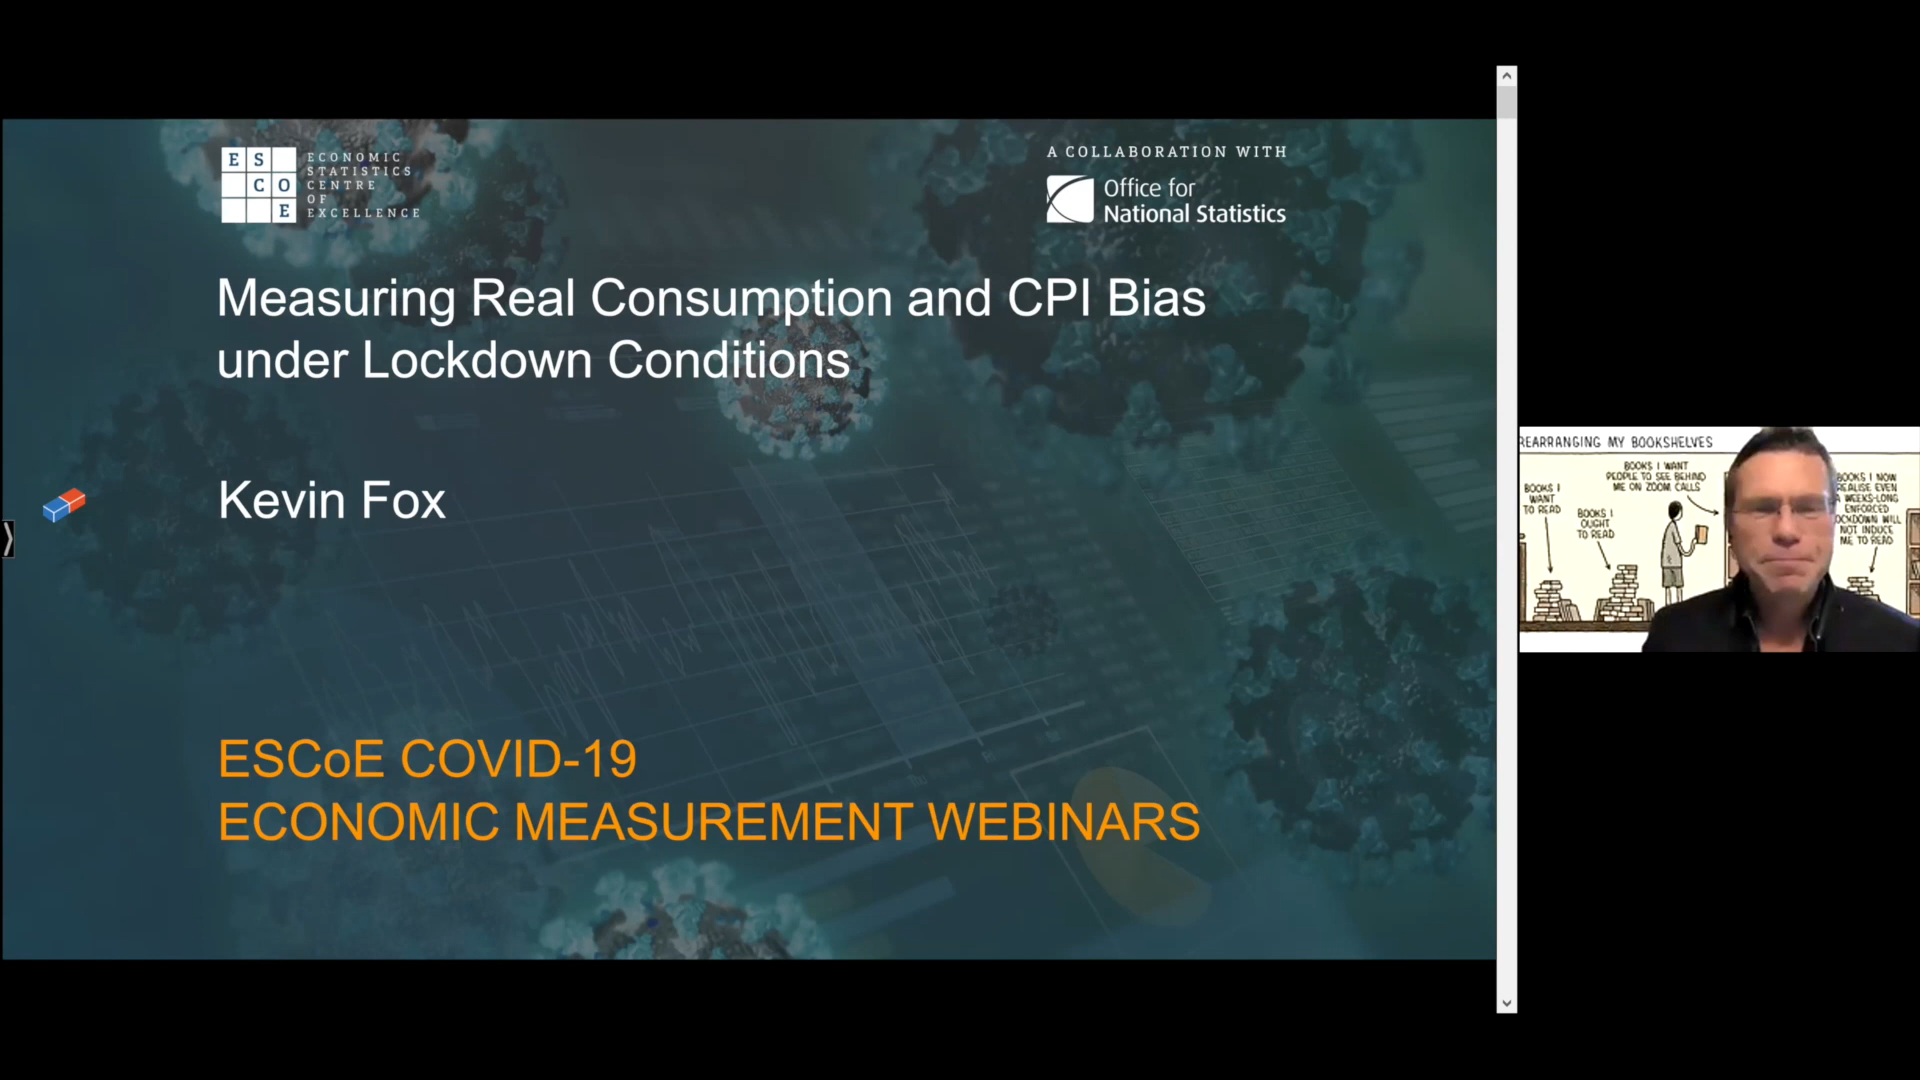 E S
C O
E
ECONOMIC
STATISTICS
CENTRE
OF
EXCELLENCE
A COLLABORATION WITH
Office for
National Statistics
Measuring Real Consumption and CPI Bias
under Lockdown Conditions
Kevin Fox
ESCoE COVID-19
ECONOMIC MEASUREMENT WEBINARS
REARRANGING MY BOOKSHELVES
BOOKS I
WANT
TO READ
BOOKS I
OUGHT
TO READ
BOOKS I WANT
PEOPLE TO SEE BEHIND
ME ON ZOOM CALLS
BOOKS I NOW
REALISE EVEN
A WEEKS-LONG
ENFORCED
LOCKDOWN WILL
NOT INDUCE
ME TO READ